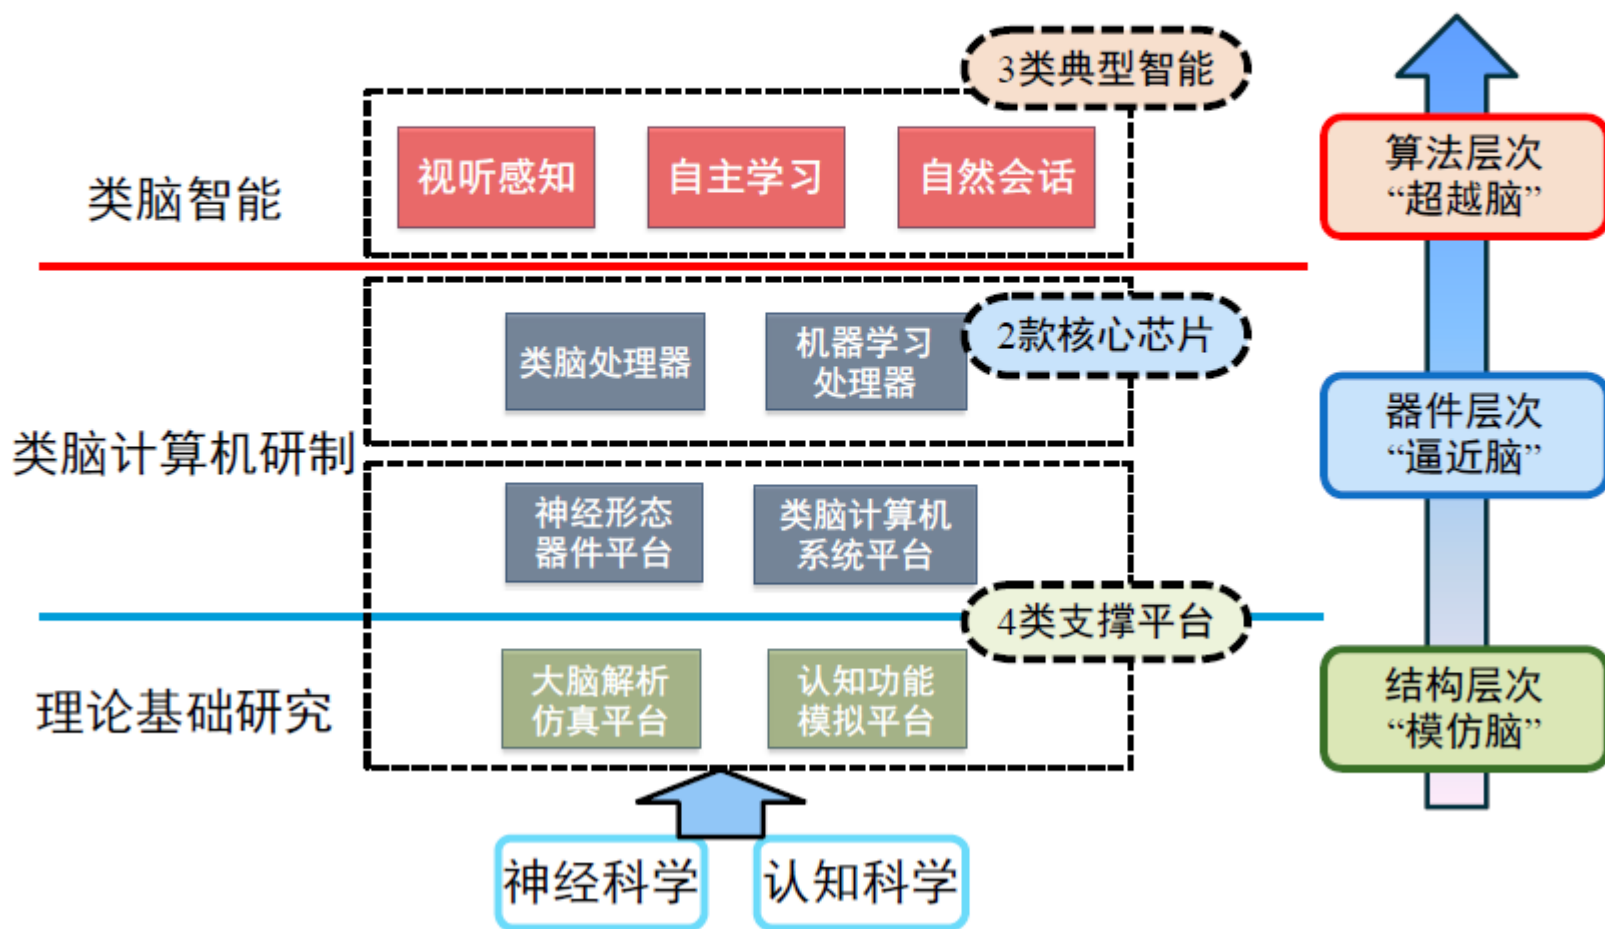 3类典型智能
视听感知
自主学习
自然会话
类脑智能
算法层次
“超越脑”
2款核心芯片
类脑处理器
机器学习
处理器
器件层次
“逼近脑”
类脑计算机研制
神经形态
器件平台
类脑计算机
系统平台
4类支撑平台
理论基础研究
大脑解析
仿真平台
认知功能
模拟平台
结构层次
“模仿脑”
神经科学
认知科学